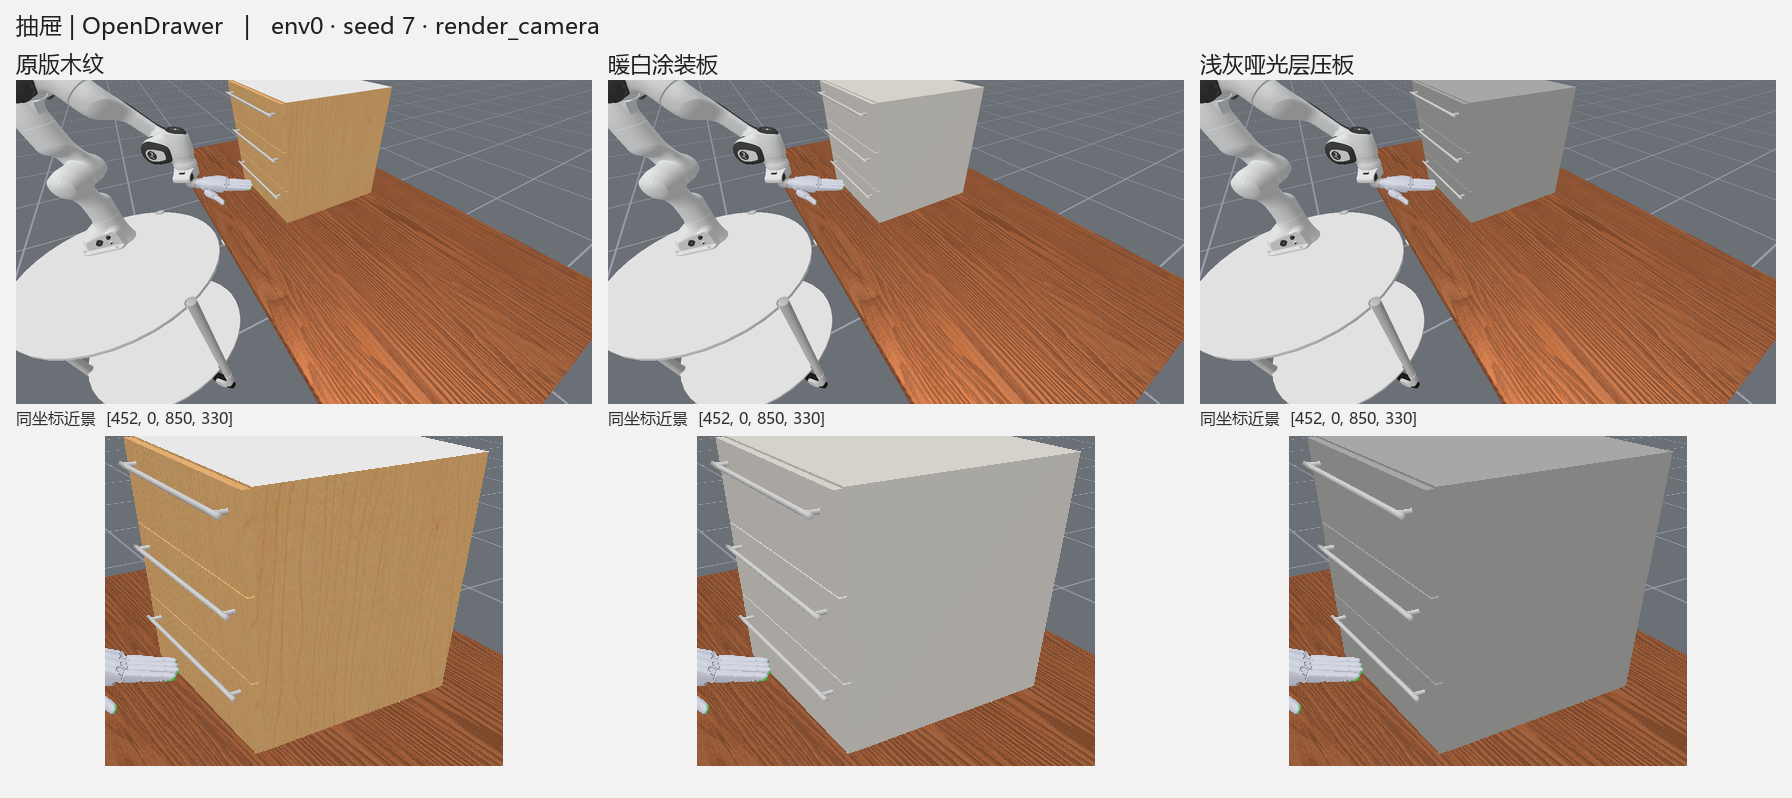 抽屉 | OpenDrawer | env0 · seed 7 · render_camera
原版木纹
暖白涂装板
浅灰哑光层压板
同坐标近景 [452, 0, 850, 330]
同坐标近景 [452, 0, 850, 330]
同坐标近景 [452, 0, 850, 330]